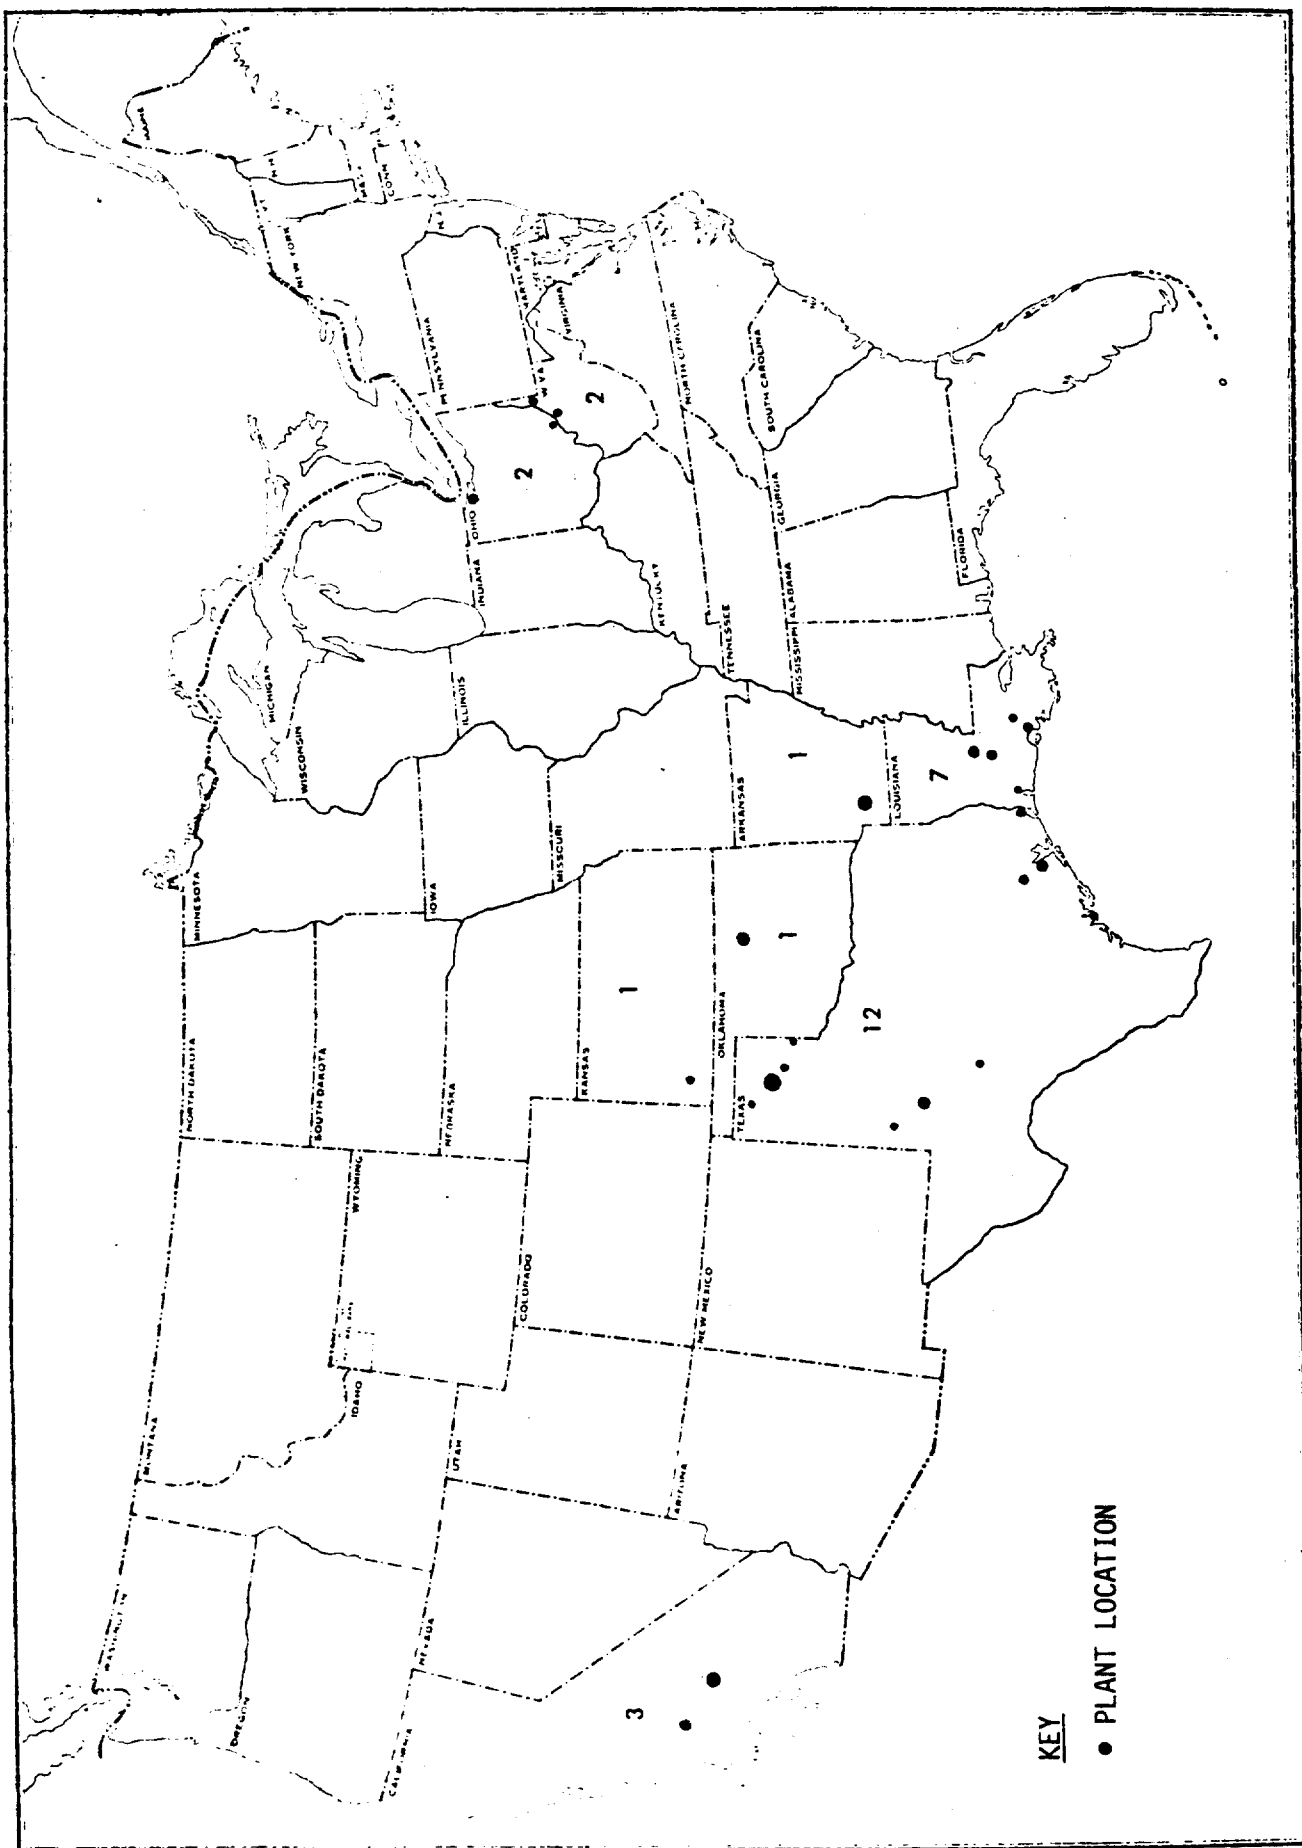 WASHINGTON
MONTANA
NORTH DAKOTA
MINNESOTA
MAINE
OREGON
IDAHO
SOUTH DAKOTA
WISCONSIN
MICHIGAN
NEW YORK
N.H.
MASS
CONN
WYOMING
CALIFORNIA
NEVADA
UTAH
COLORADO
NEBRASKA
IOWA
ILLINOIS
INDIANA
OHIO
PENNSYLVANIA
N.J.
MARYLAND
W.VA
VIRGINIA
KANSAS
MISSOURI
KENTUCKY
2
2
3
1
ARIZONA
NEW MEXICO
OKLAHOMA
TEXAS
ARKANSAS
TENNESSEE
NORTH CAROLINA
SOUTH CAROLINA
1
1
MISSISSIPPI
ALABAMA
GEORGIA
12
LOUISIANA
7
FLORIDA
KEY
PLANT LOCATION